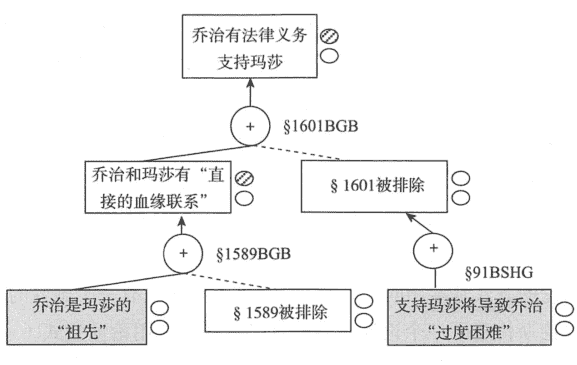 乔治有法律义务
支持玛莎
+
§1601BGB
乔治和玛莎有“直
接的血缘联系”
§1601被排除
+
§1589BGB
+
§91BSHG
乔治是玛莎的
“祖先”
§1589被排除
支持玛莎将导致乔治
“过度困难”